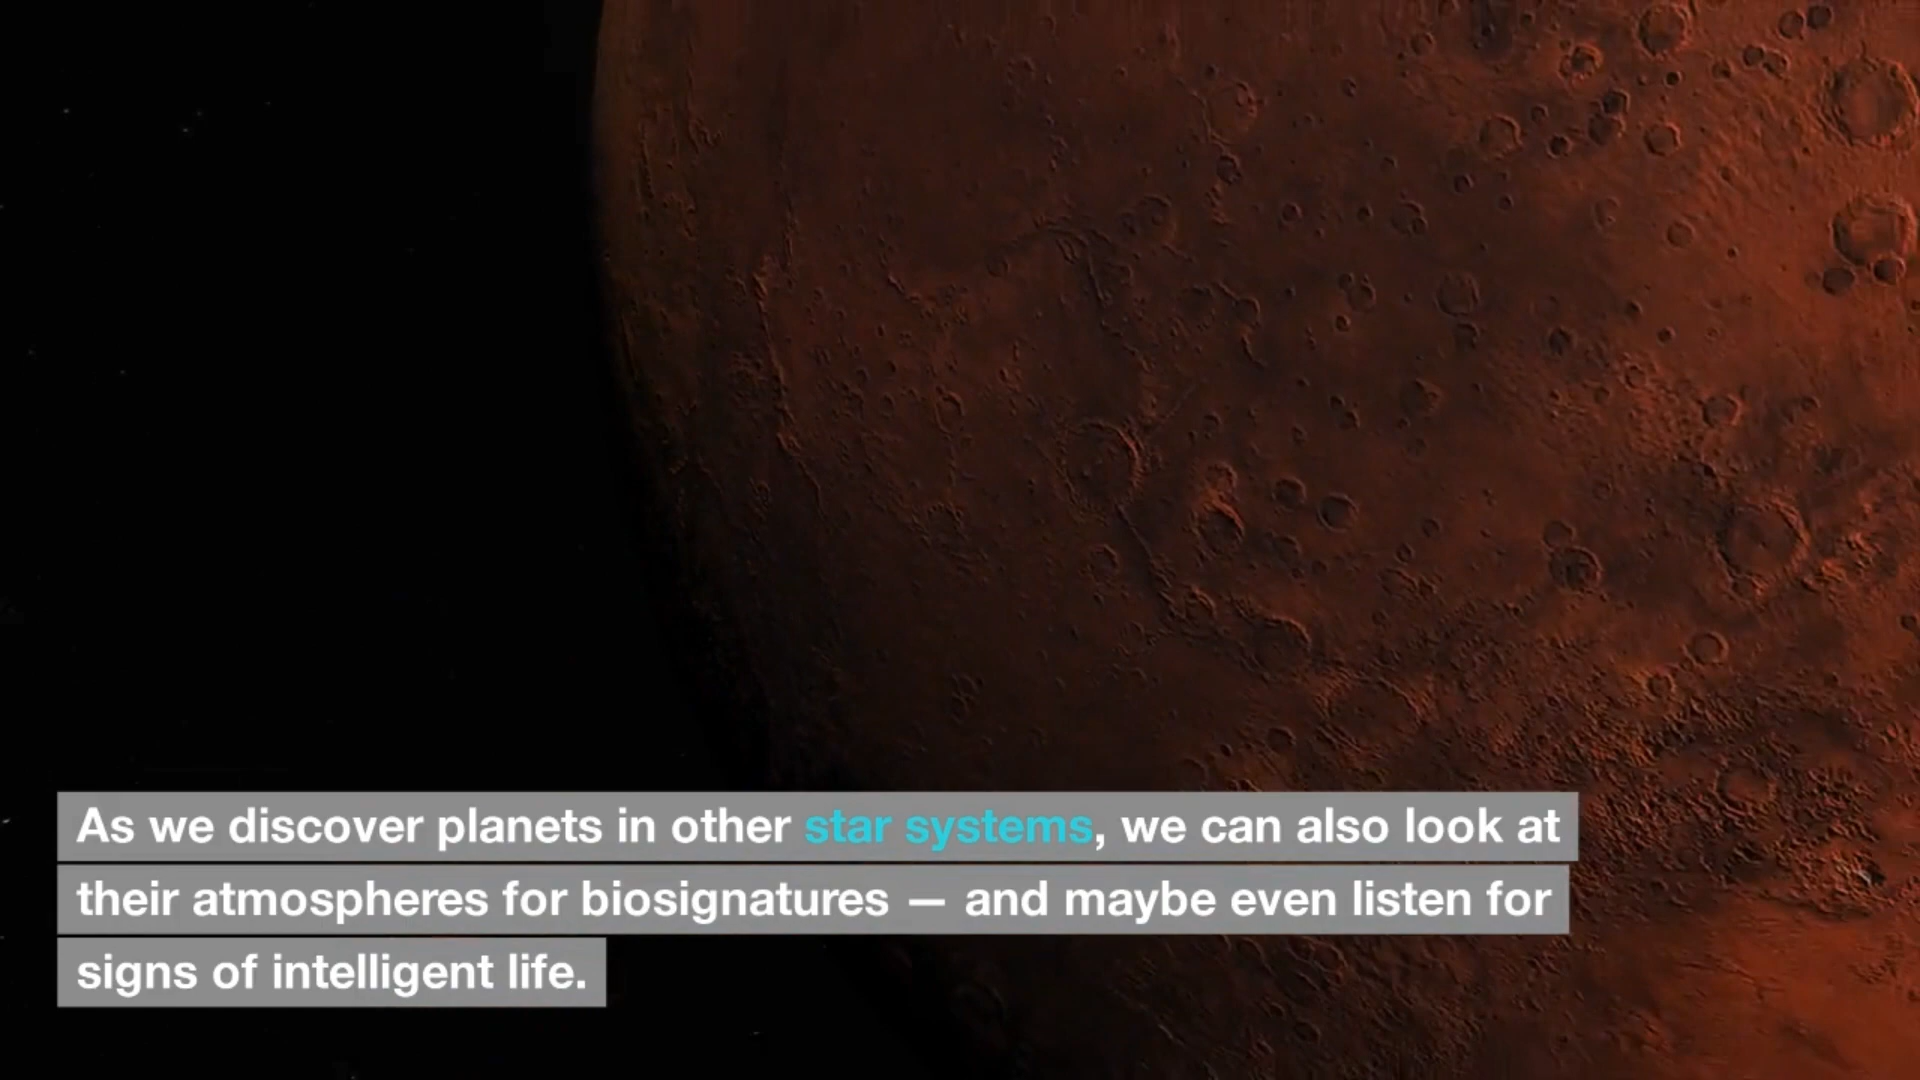 As we discover planets in other star systems, we can also look at
their atmospheres for biosignatures — and maybe even listen for
signs of intelligent life.